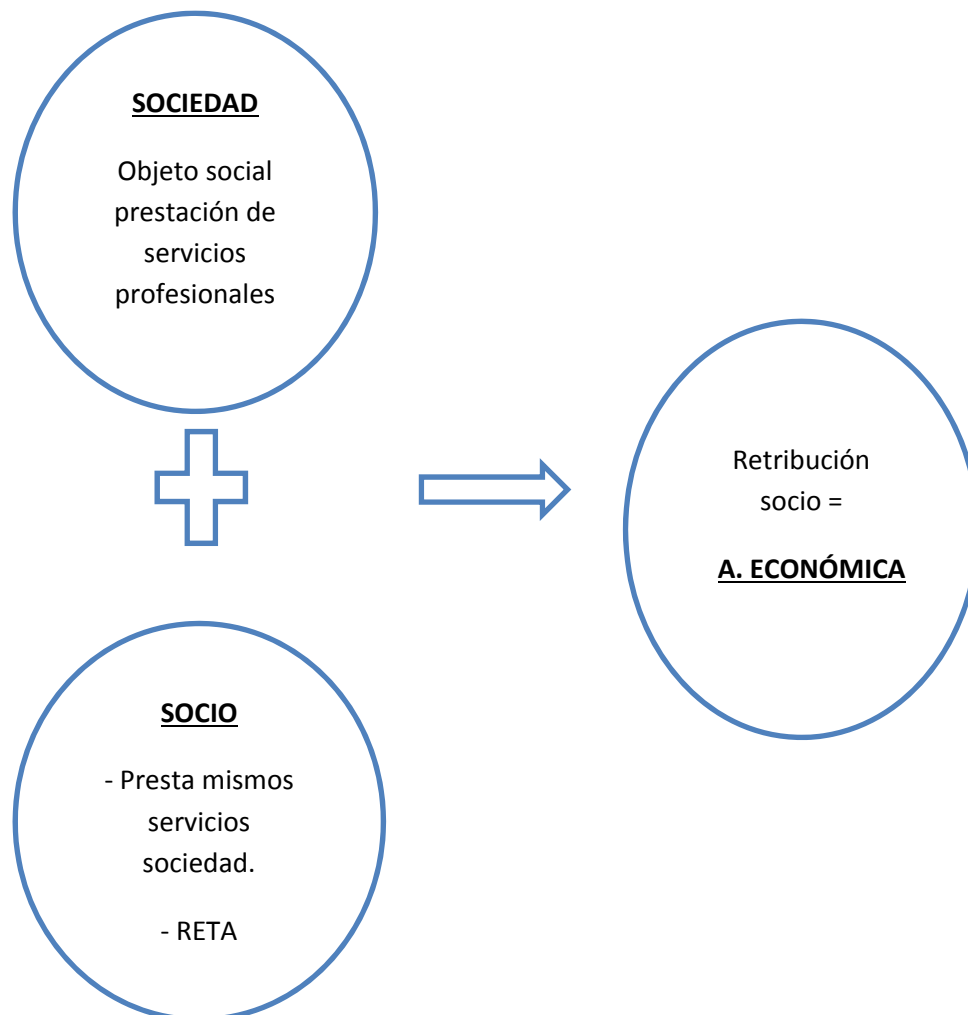 SOCIEDAD
Objeto social
prestación de
servicios
profesionales
Retribución
socio =
A. ECONÓMICA
SOCIO
- Presta mismos
servicios
sociedad.
- RETA